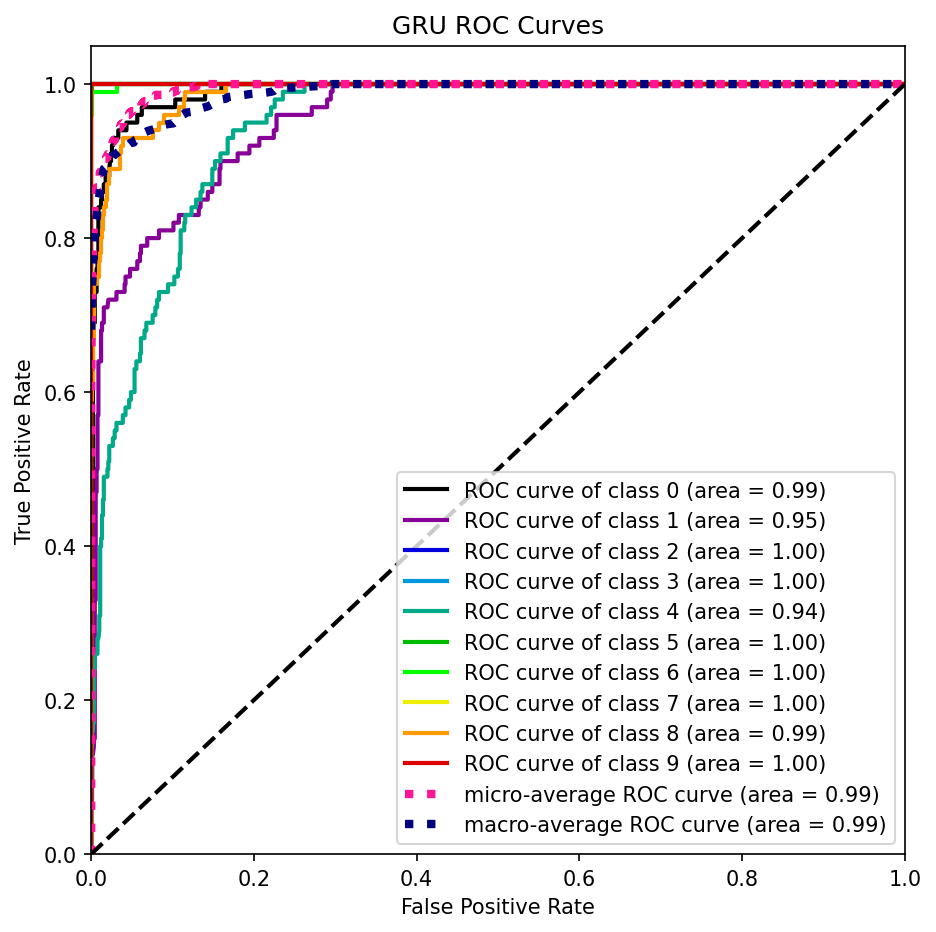 GRU ROC Curves
True Positive Rate
1.0
0.8
0.6
0.4
0.2
0.0
ROC curve of class 0 (area = 0.99)
ROC curve of class 1 (area = 0.95)
ROC curve of class 2 (area = 1.00)
ROC curve of class 3 (area = 1.00)
ROC curve of class 4 (area = 0.94)
ROC curve of class 5 (area = 1.00)
ROC curve of class 6 (area = 1.00)
ROC curve of class 7 (area = 1.00)
ROC curve of class 8 (area = 0.99)
ROC curve of class 9 (area = 1.00)
micro-average ROC curve (area = 0.99)
macro-average ROC curve (area = 0.99)
0.0 0.2 0.4 0.6 0.8 1.0
False Positive Rate